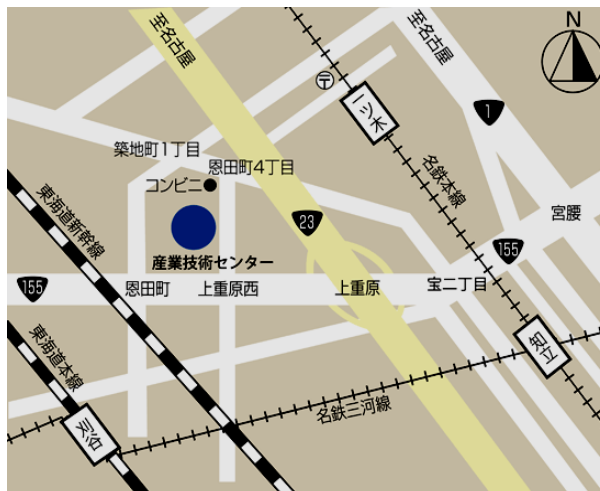 至名古屋
至名古屋
N
〒
一ツ木
1
築地町1丁目
恩田町4丁目
コンビニ
名鉄本線
東海道新幹線
23
宮腰
155
産業技術センター
155
恩田町
上重原西
上重原
宝二丁目
東海道本線
知立
名鉄三河線
刈谷